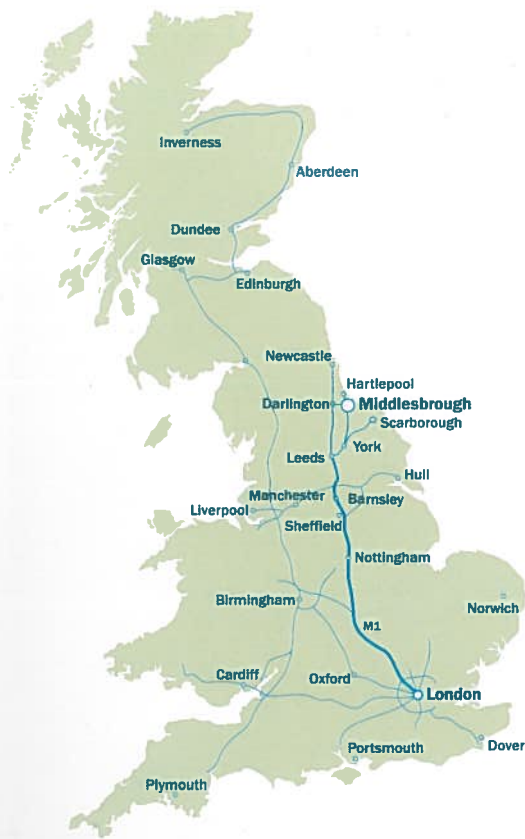 Inverness
Aberdeen
Dundee
Glasgow
Edinburgh
Newcastle
Hartlepool
Darlington
Middlesbrough
Scarborough
York
Leeds
Hull
Manchester
Barnsley
Liverpool
Sheffield
Nottingham
Birmingham
Norwich
M1
Cardiff
Oxford
London
Portsmouth
Dover
Plymouth